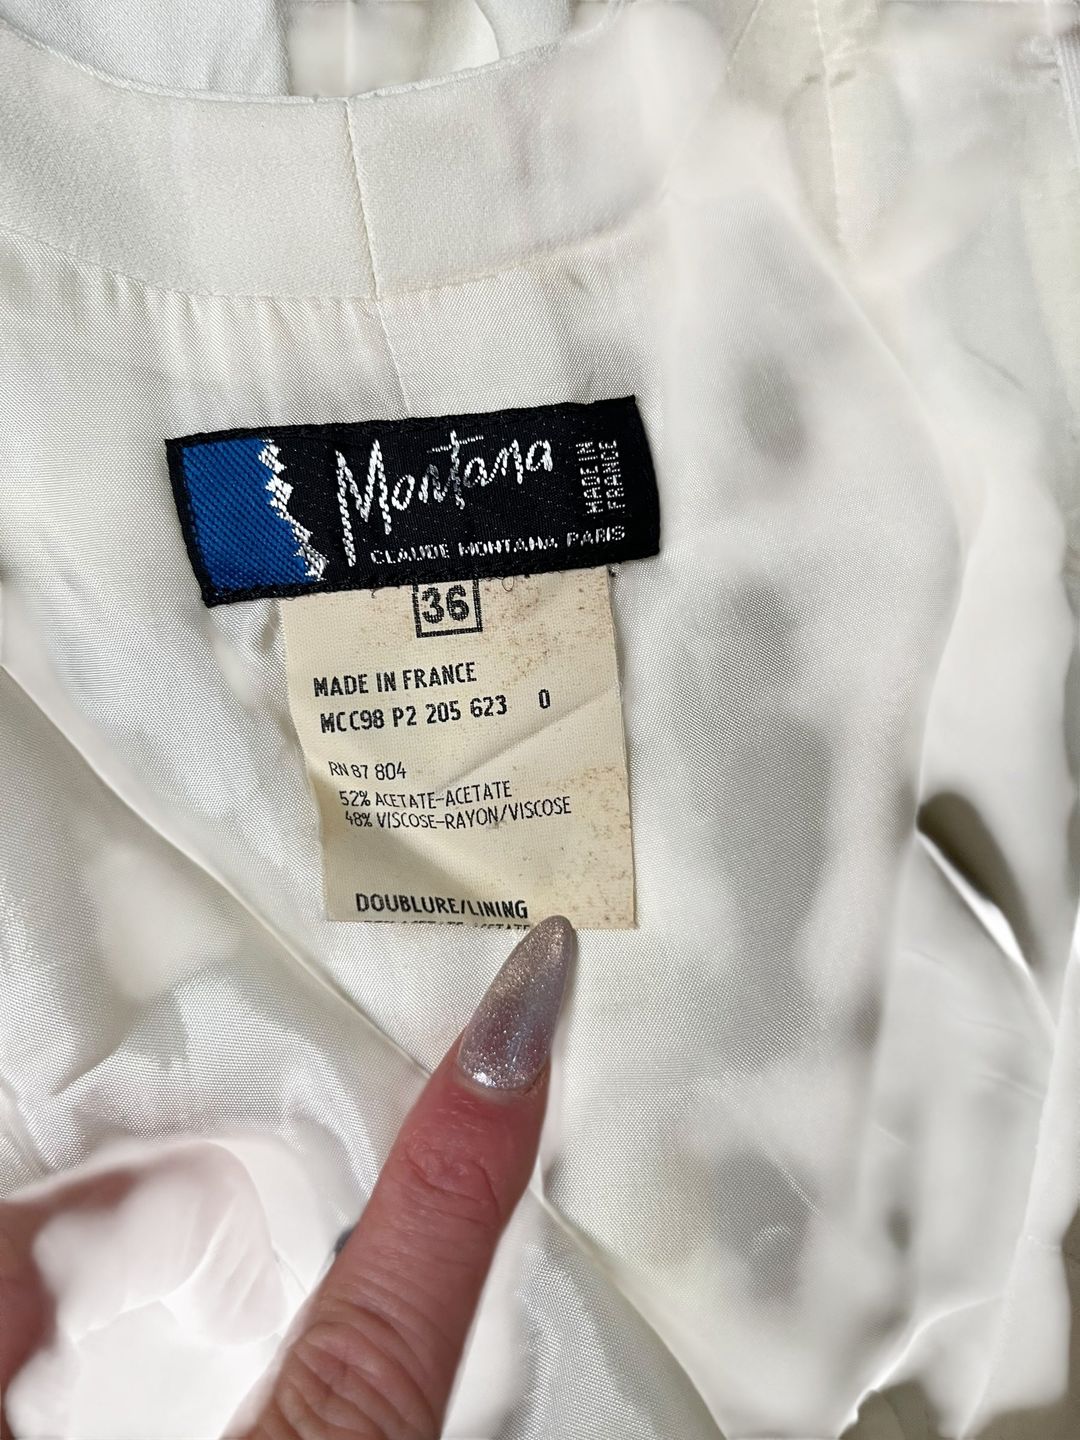 Montana
MADE IN
FRANCE
CLAUDE MONTANA PARIS
36
MADE IN FRANCE
MCC98 P2 205 623 0
RN 87 804
52% ACETATE-ACETATE
48% VISCOSE-RAYON/VISCOSE
DOUBLURE/LINING